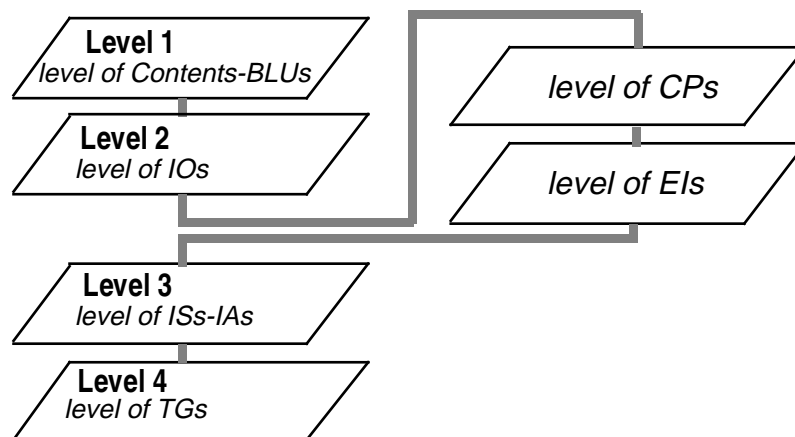 Level 1
level of Contents-BLUs
Level 2
level of IOs
level of CPs
level of EIs
Level 3
level of ISs-IAs
Level 4
level of TGs